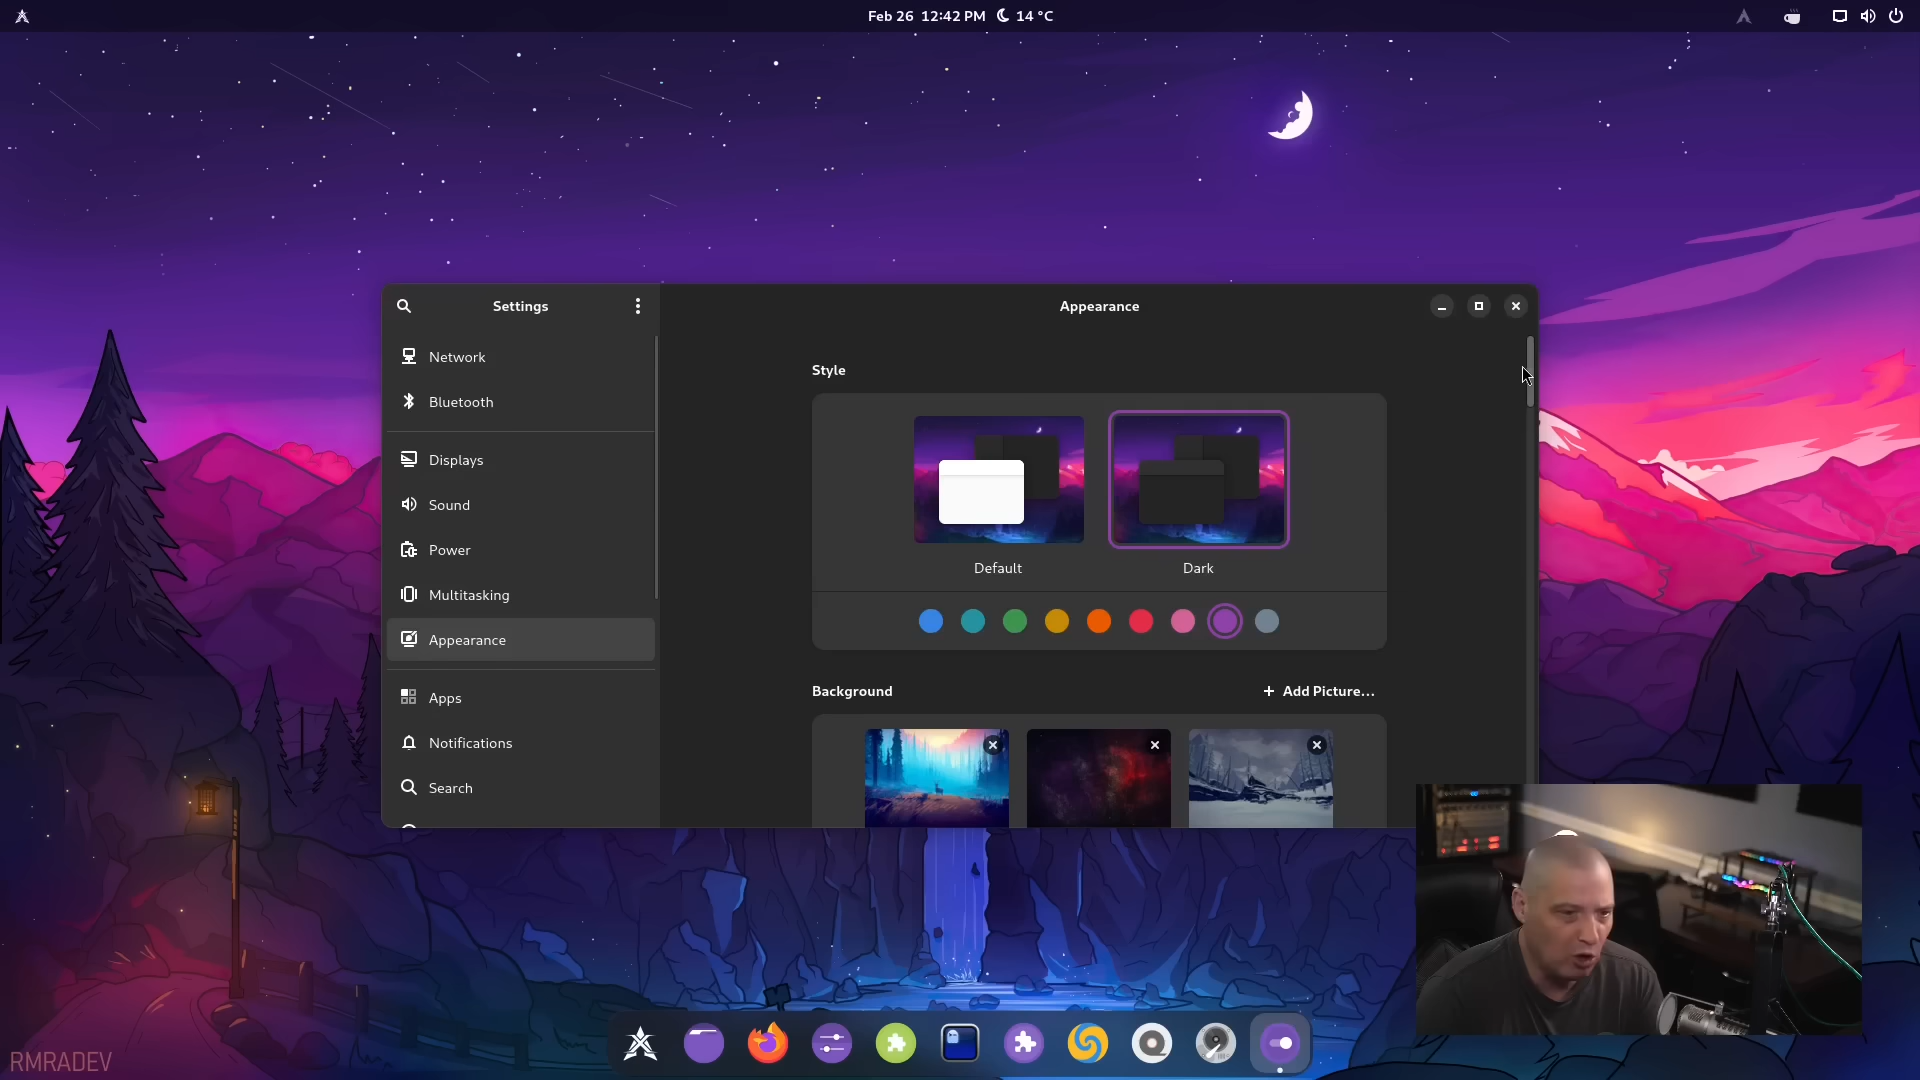 Feb 26 12:42 PM 14 °C
Settings
Appearance
Network
Bluetooth
Displays
Sound
Power
Multitasking
Appearance
Apps
Notifications
Search
Style
Default
Dark
Background
+ Add Picture...
RMRADEV